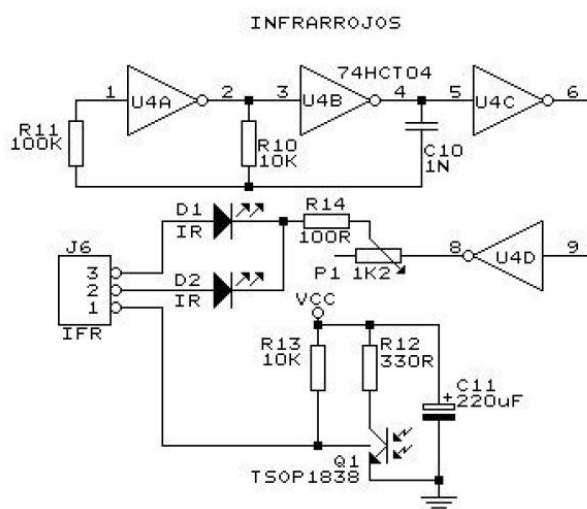 INFRARROJOS
74HCT04
1 U4A 2 3 U4B 4 5 U4C 6
R11
100K
R10
10K
C10
1N
D1
IR
R14
100R
J6
D2
IR
P1 1K2
8 U4D 9
3
2
1
IFR
VCC
R13
10K
R12
330R
C11
+
220uF
Q1
TSOP1838